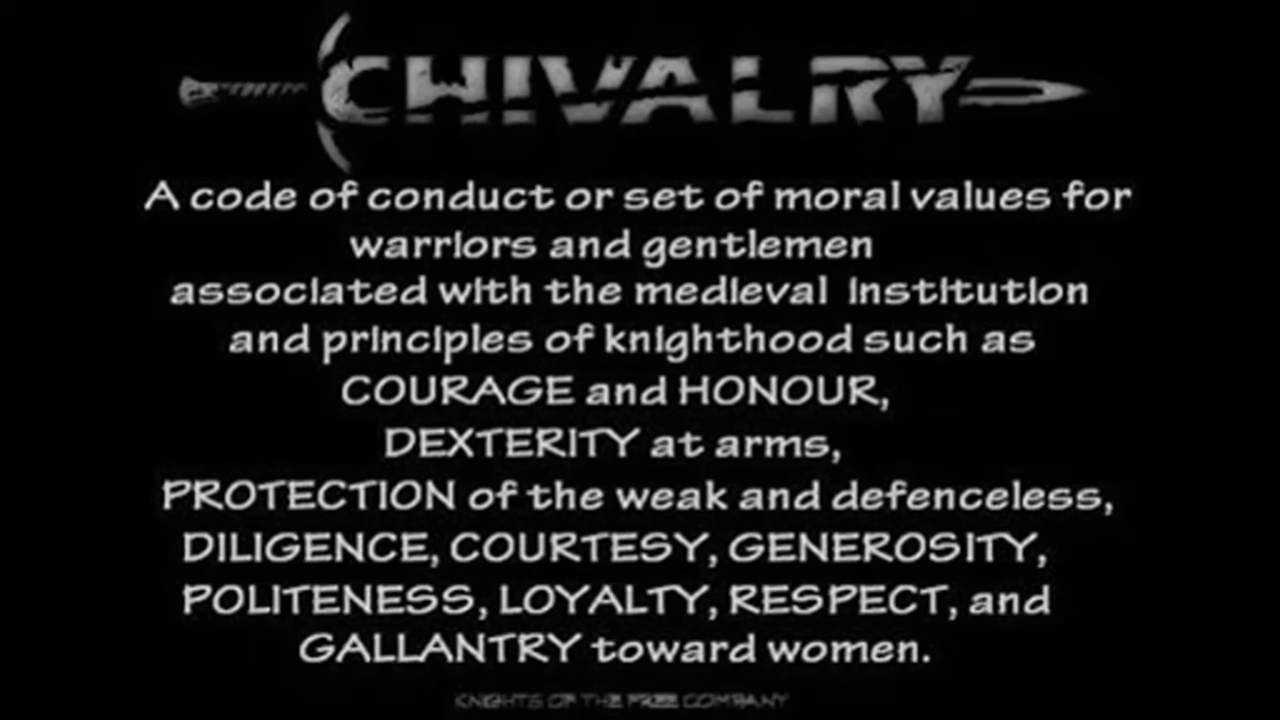 CHIVALRY
A code of conduct or set of moral values for
warriors and gentlemen
associated with the medieval institution
and principles of knighthood such as
COURAGE and HONOUR,
DEXTERITY at arms,
PROTECTION of the weak and defenceless,
DILIGENCE, COURTESY, GENEROSITY,
POLITENESS, LOYALTY, RESPECT, and
GALLANTRY toward women.
KNIGHTS OF THE FREE COMPANY